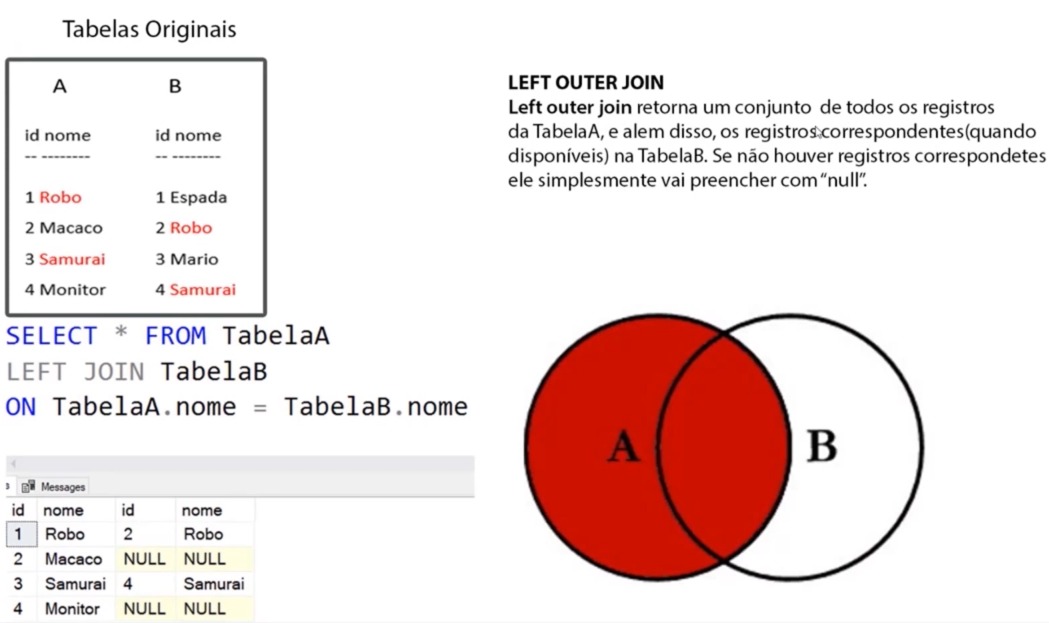 Tabelas Originais
A B
id nome id nome
-- -------- -- --------
1 Robo 1 Espada
2 Macaco 2 Robo
3 Samurai 3 Mario
4 Monitor 4 Samurai
SELECT * FROM TabelaA
LEFT JOIN TabelaB
ON TabelaA.nome = TabelaB.nome
Messages
id nome id nome
1 Robo 2 Robo
2 Macaco NULL NULL
3 Samurai 4 Samurai
4 Monitor NULL NULL
LEFT OUTER JOIN
Left outer join retorna um conjunto de todos os registros
da TabelaA, e alem disso, os registros correspondentes(quando
disponíveis) na TabelaB. Se não houver registros correspondetes
ele simplesmente vai preencher com “null”.
A B